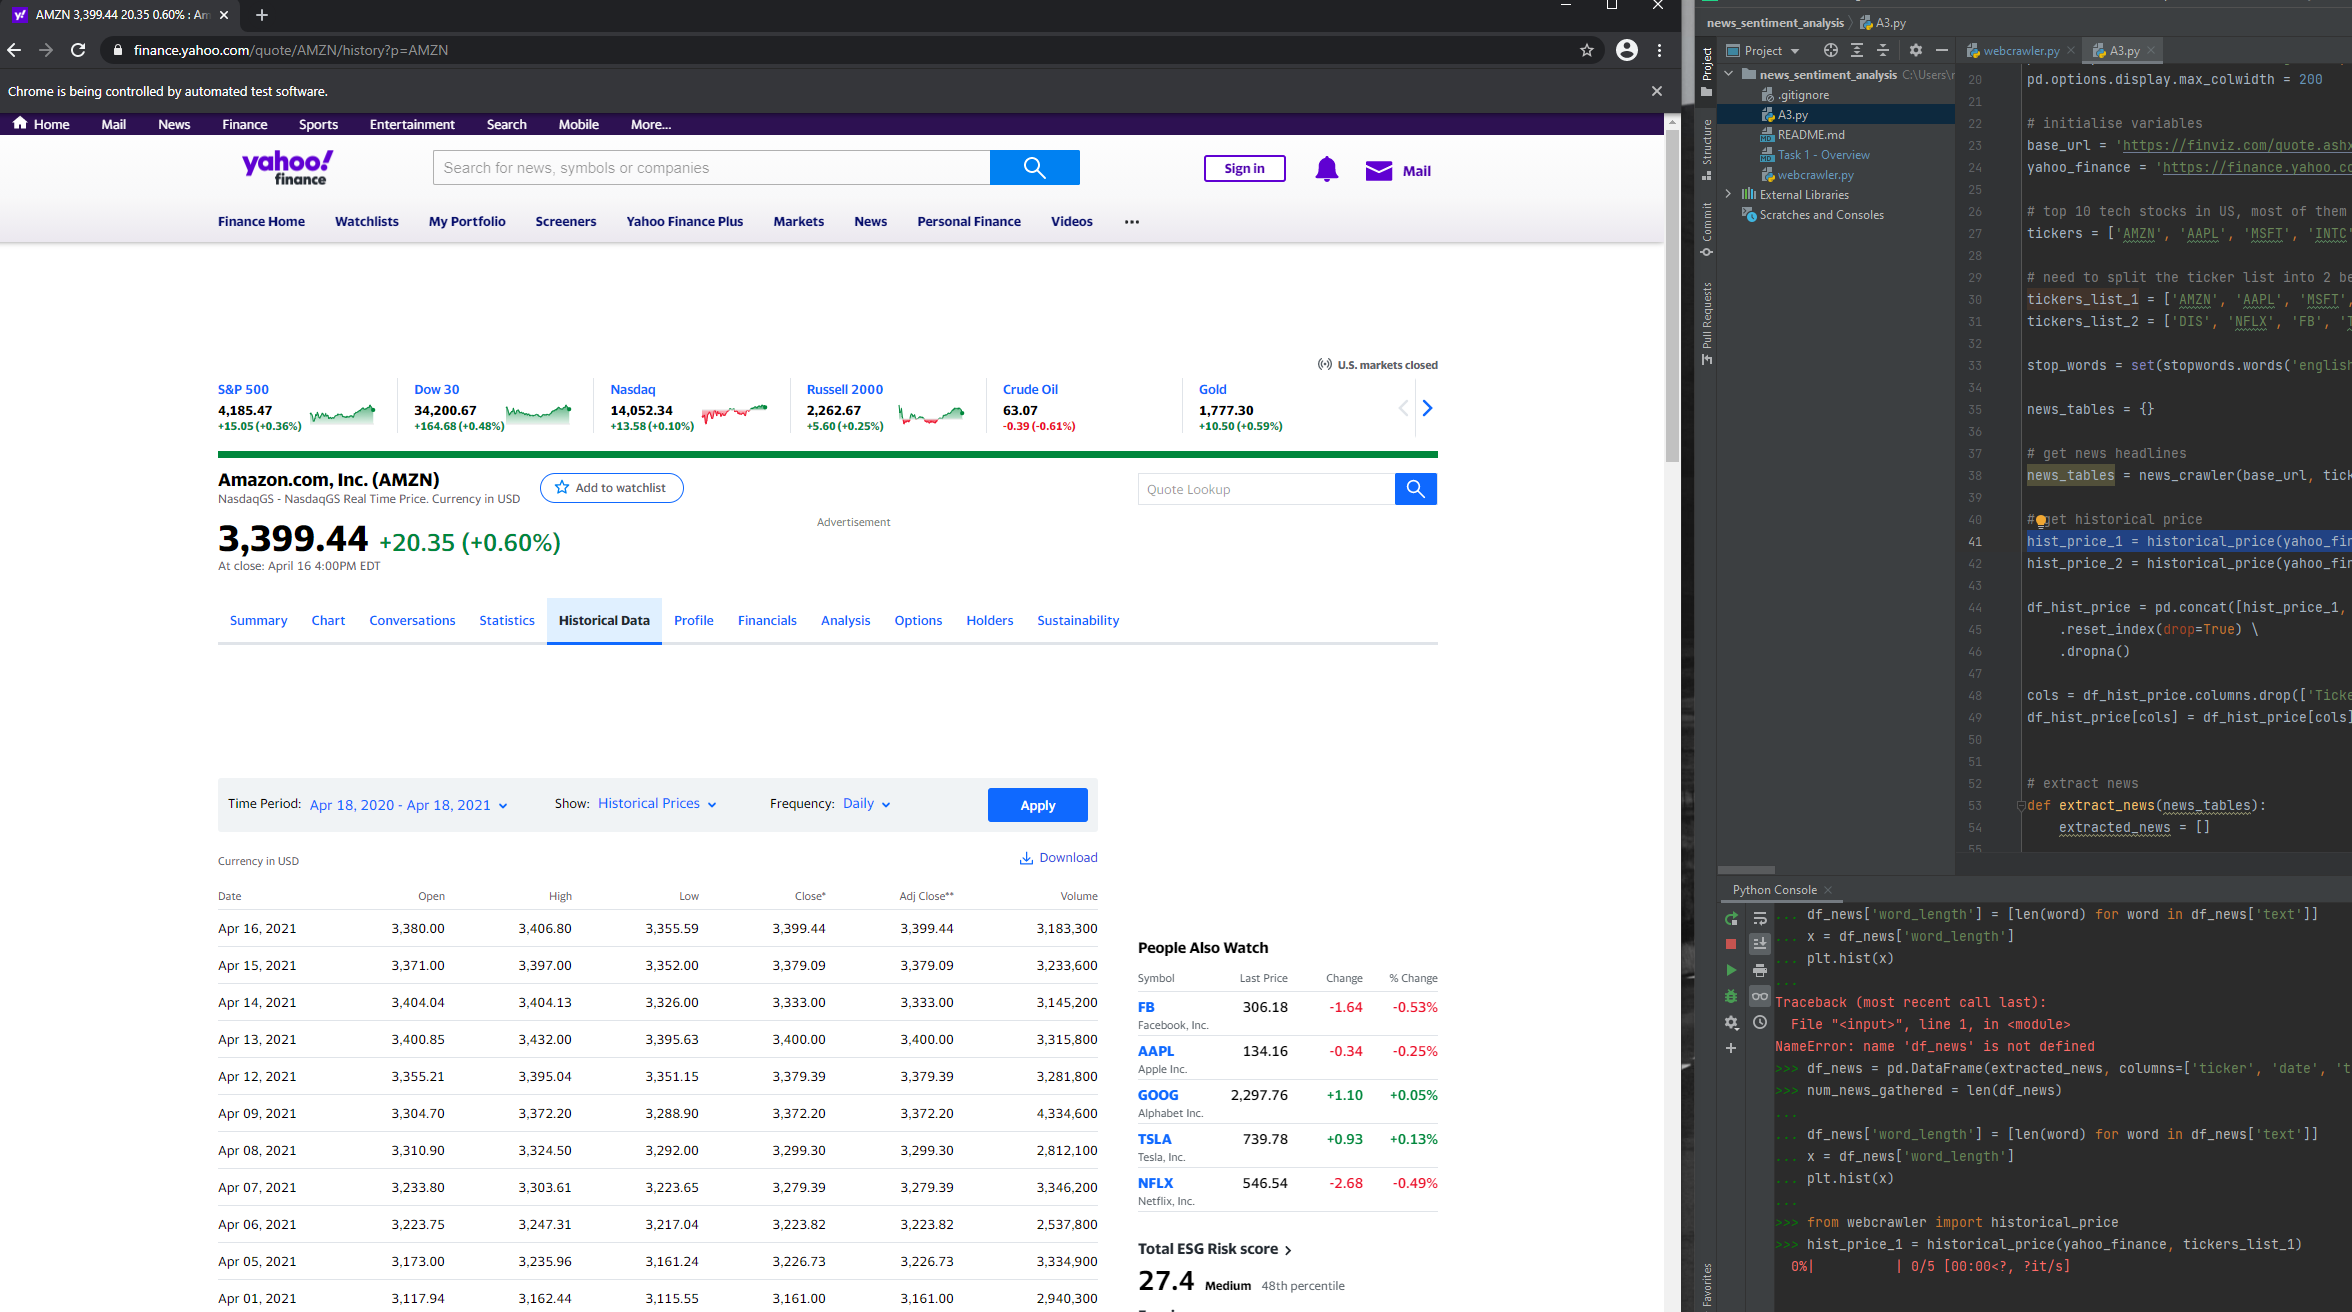 AMZN 3,399.44 20.35 0.60% : Am
finance.yahoo.com/quote/AMZN/history?p=AMZN
Chrome is being controlled by automated test software.
Home Mail News Finance Sports Entertainment Search Mobile More...
yahoo! finance
Search for news, symbols or companies
Sign in
Mail
Finance Home Watchlists My Portfolio Screeners Yahoo Finance Plus Markets News Personal Finance Videos ...
U.S. markets closed
S&P 500 Dow 30 Nasdaq Russell 2000 Crude Oil Gold
4,185.47 34,200.67 14,052.34 2,262.67 63.07 1,777.30
+15.05 (+0.36%) +164.68 (+0.48%) +13.58 (+0.10%) +5.60 (+0.25%) -0.39 (-0.61%) +10.50 (+0.59%)
Amazon.com, Inc. (AMZN)
NasdaqGS - NasdaqGS Real Time Price. Currency in USD
Add to watchlist
Quote Lookup
Advertisement
3,399.44 +20.35 (+0.60%)
At close: April 16 4:00PM EDT
Summary Chart Conversations Statistics Historical Data Profile Financials Analysis Options Holders Sustainability
Time Period: Apr 18, 2020 - Apr 18, 2021 Show: Historical Prices Frequency: Daily Apply
Currency in USD Download
Date Open High Low Close* Adj Close** Volume
Apr 16, 2021 3,380.00 3,406.80 3,355.59 3,399.44 3,399.44 3,183,300
Apr 15, 2021 3,371.00 3,397.00 3,352.00 3,379.09 3,379.09 3,233,600
Apr 14, 2021 3,404.04 3,404.13 3,326.00 3,333.00 3,333.00 3,145,200
Apr 13, 2021 3,400.85 3,432.00 3,395.63 3,400.00 3,400.00 3,315,800
Apr 12, 2021 3,355.21 3,395.04 3,351.15 3,379.39 3,379.39 3,281,800
Apr 09, 2021 3,304.70 3,372.20 3,288.90 3,372.20 3,372.20 4,334,600
Apr 08, 2021 3,310.90 3,324.50 3,292.00 3,299.30 3,299.30 2,812,100
Apr 07, 2021 3,233.80 3,303.61 3,223.65 3,279.39 3,279.39 3,346,200
Apr 06, 2021 3,223.75 3,247.31 3,217.04 3,223.82 3,223.82 2,537,800
Apr 05, 2021 3,173.00 3,235.96 3,161.24 3,226.73 3,226.73 3,334,900
Apr 01, 2021 3,117.94 3,162.44 3,115.55 3,161.00 3,161.00 2,940,300
People Also Watch
Symbol Last Price Change % Change
FB 306.18 -1.64 -0.53%
Facebook, Inc.
AAPL 134.16 -0.34 -0.25%
Apple Inc.
GOOG 2,297.76 +1.10 +0.05%
Alphabet Inc.
TSLA 739.78 +0.93 +0.13%
Tesla, Inc.
NFLX 546.54 -2.68 -0.49%
Netflix, Inc.
Total ESG Risk score
27.4 Medium 48th percentile
news_sentiment_analysis A3.py
Project
Structure
Commit
Pull Requests
Favorites
Project
webcrawler.py
A3.py
news_sentiment_analysis C:\Users\r
.gitignore
A3.py
README.md
Task 1 - Overview
webcrawler.py
External Libraries
Scratches and Consoles
20 pd.options.display.max_colwidth = 200
21
22 # initialise variables
23 base_url = 'https://finviz.com/quote.ashx
24 yahoo_finance = 'https://finance.yahoo.co
25
26 # top 10 tech stocks in US, most of them
27 tickers = ['AMZN', 'AAPL', 'MSFT', 'INTC'
28
29 # need to split the ticker list into 2 be
30 tickers_list_1 = ['AMZN', 'AAPL', 'MSFT',
31 tickers_list_2 = ['DIS', 'NFLX', 'FB', 'T
32
33 stop_words = set(stopwords.words('english
34
35 news_tables = {}
36
37 # get news headlines
38 news_tables = news_crawler(base_url, tick
39
40 # get historical price
41 hist_price_1 = historical_price(yahoo_fin
42 hist_price_2 = historical_price(yahoo_fin
43
44 df_hist_price = pd.concat([hist_price_1,
45 .reset_index(drop=True) \
46 .dropna()
47
48 cols = df_hist_price.columns.drop(['Ticke
49 df_hist_price[cols] = df_hist_price[cols]
50
51
52 # extract news
53 def extract_news(news_tables):
54 extracted_news = []
55
Python Console
... df_news['word_length'] = [len(word) for word in df_news['text']]
... x = df_news['word_length']
... plt.hist(x)
...
Traceback (most recent call last):
File "<input>", line 1, in <module>
NameError: name 'df_news' is not defined
>>> df_news = pd.DataFrame(extracted_news, columns=['ticker', 'date', 't
>>> num_news_gathered = len(df_news)
...
... df_news['word_length'] = [len(word) for word in df_news['text']]
... x = df_news['word_length']
... plt.hist(x)
...
>>> from webcrawler import historical_price
>>> hist_price_1 = historical_price(yahoo_finance, tickers_list_1)
0%| | 0/5 [00:00<?, ?it/s]